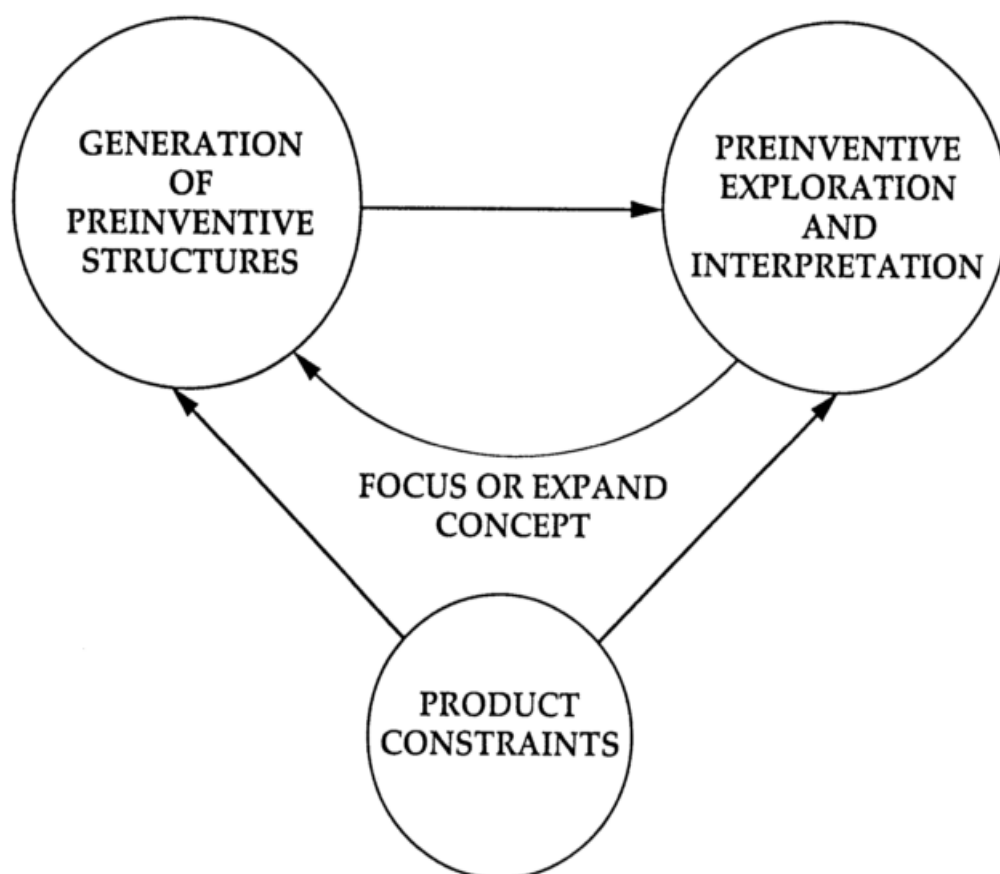 GENERATION
OF
PREINVENTIVE
STRUCTURES
PREINVENTIVE
EXPLORATION
AND
INTERPRETATION
FOCUS OR EXPAND
CONCEPT
PRODUCT
CONSTRAINTS